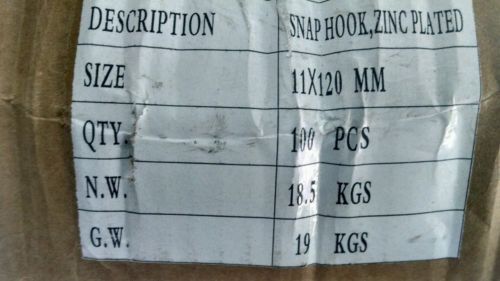 DESCRIPTION SNAP HOOK, ZINC PLATED
SIZE 11X120 MM
QTY. 100 PCS
N.W. 18.5 KGS
G.W. 19 KGS